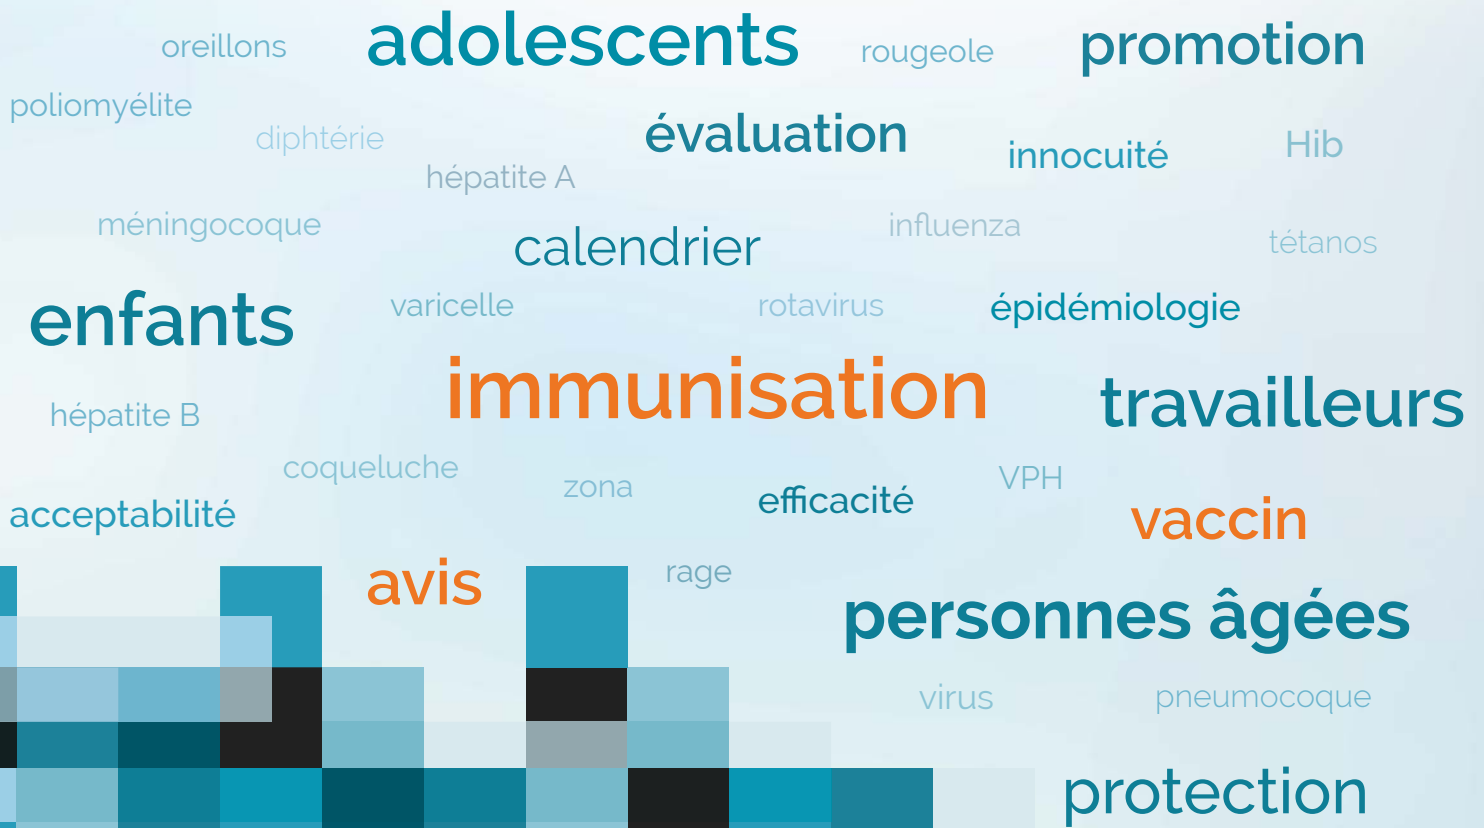 oreillons
adolescents
rougeole
promotion
poliomyélite
diphtérie
évaluation
innocuité
Hib
hépatite A
méningocoque
calendrier
influenza
tétanos
enfants
varicelle
rotavirus
épidémiologie
immunisation
travailleurs
hépatite B
coqueluche
zona
efficacité
VPH
acceptabilité
vaccin
avis
rage
personnes âgées
virus
pneumocoque
protection